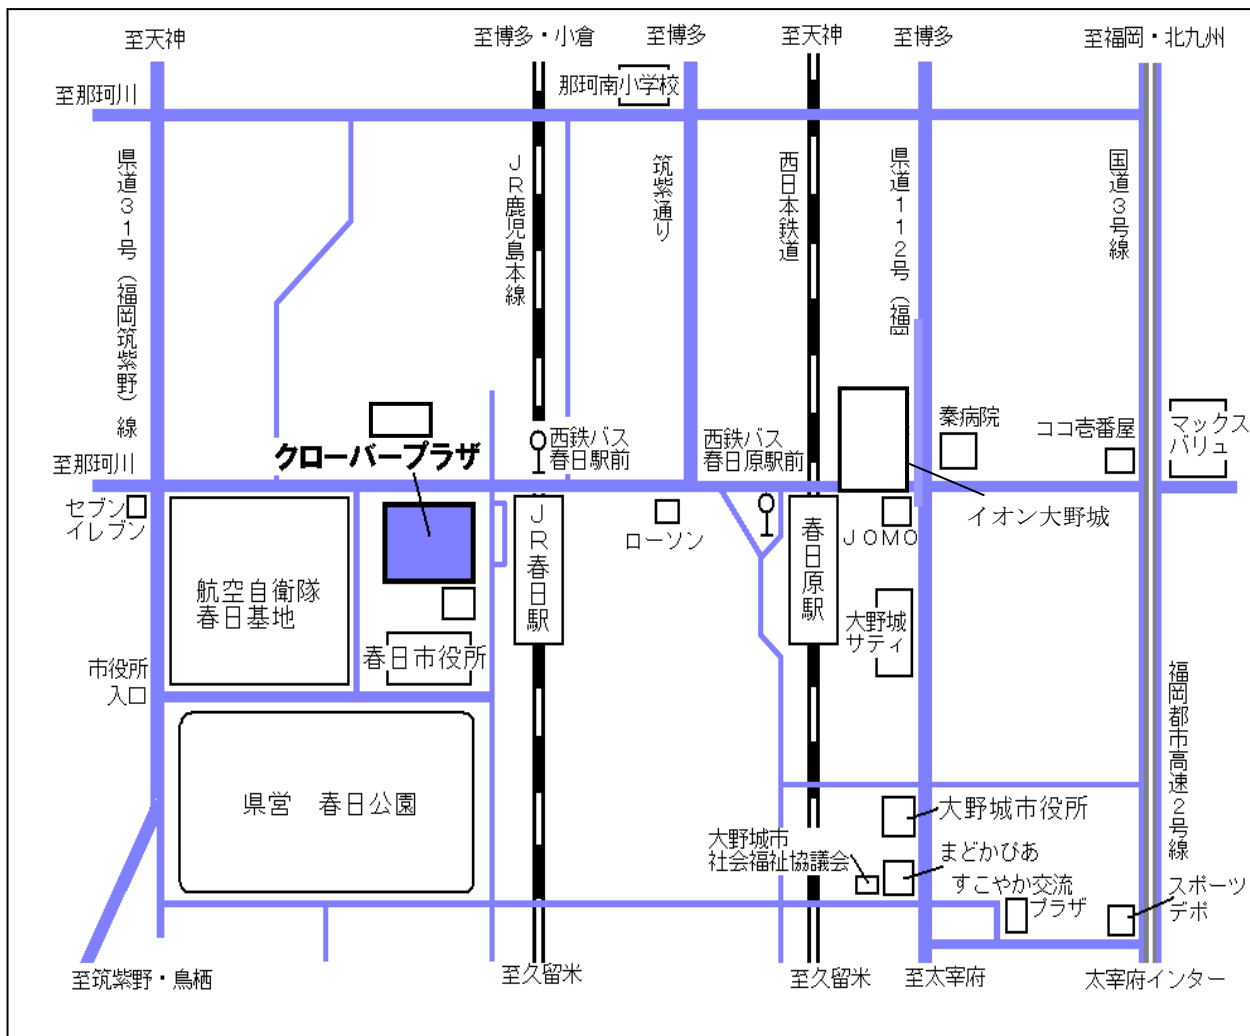 至天神
至博多・小倉
至博多
至天神
至博多
至福岡・北九州
那珂南小学校
至那珂川
県道31号(福岡筑紫野)線
JR鹿児島本線
筑紫通り
西日本鉄道
県道112号(福岡
国道3号線
クローバープラザ
西鉄バス
春日駅前
西鉄バス
春日原駅前
秦病院
ココ壱番屋
マックス
バリュ
至那珂川
セブン
イレブン
JR春日駅
ローソン
春日原駅
JOMO
イオン大野城
航空自衛隊
春日基地
大野城
サティ
春日市役所
市役所
入口
福岡都市高速2号線
県営 春日公園
大野城市役所
大野城市
社会福祉協議会
まどかぴあ
すこやか交流
プラザ
スポーツ
デポ
至筑紫野・鳥栖
至久留米
至久留米
至太宰府
太宰府インター